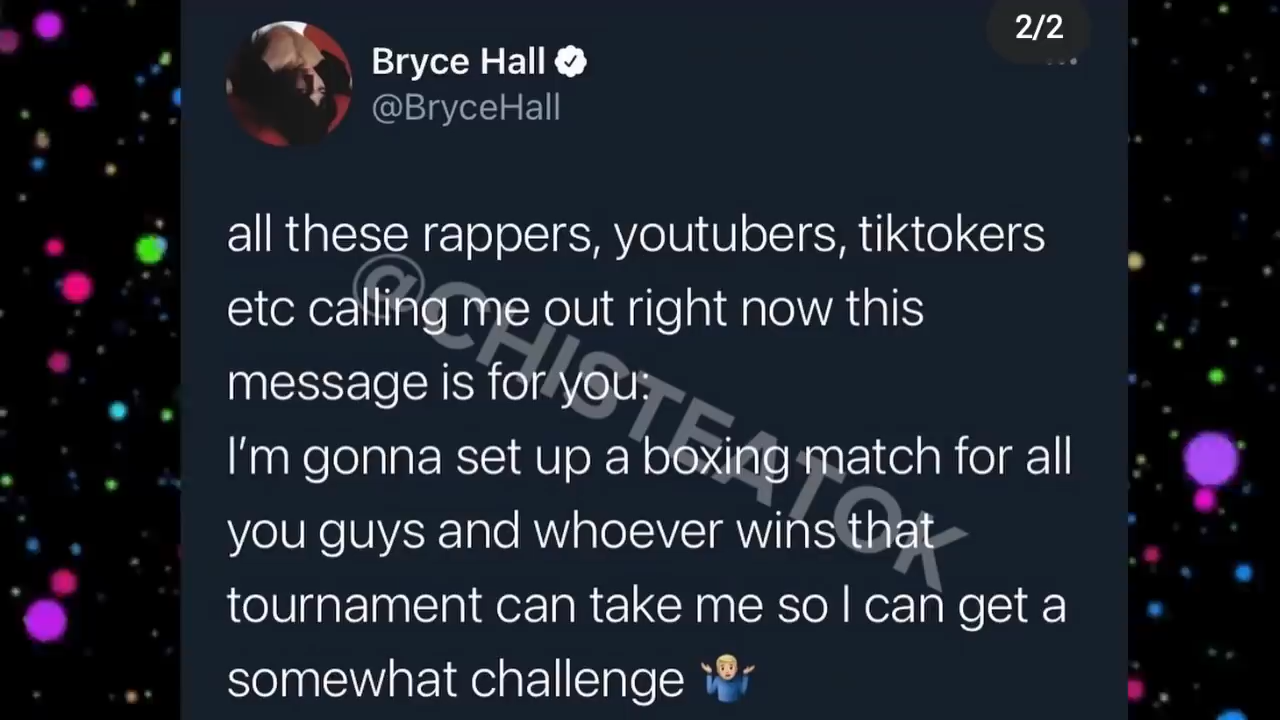 2/2
Bryce Hall
@BryceHall
all these rappers, youtubers, tiktokers
etc calling me out right now this
message is for you:
I'm gonna set up a boxing match for all
you guys and whoever wins that
tournament can take me so I can get a
somewhat challenge 🤷🏼‍♂️
@CHISTEATOK